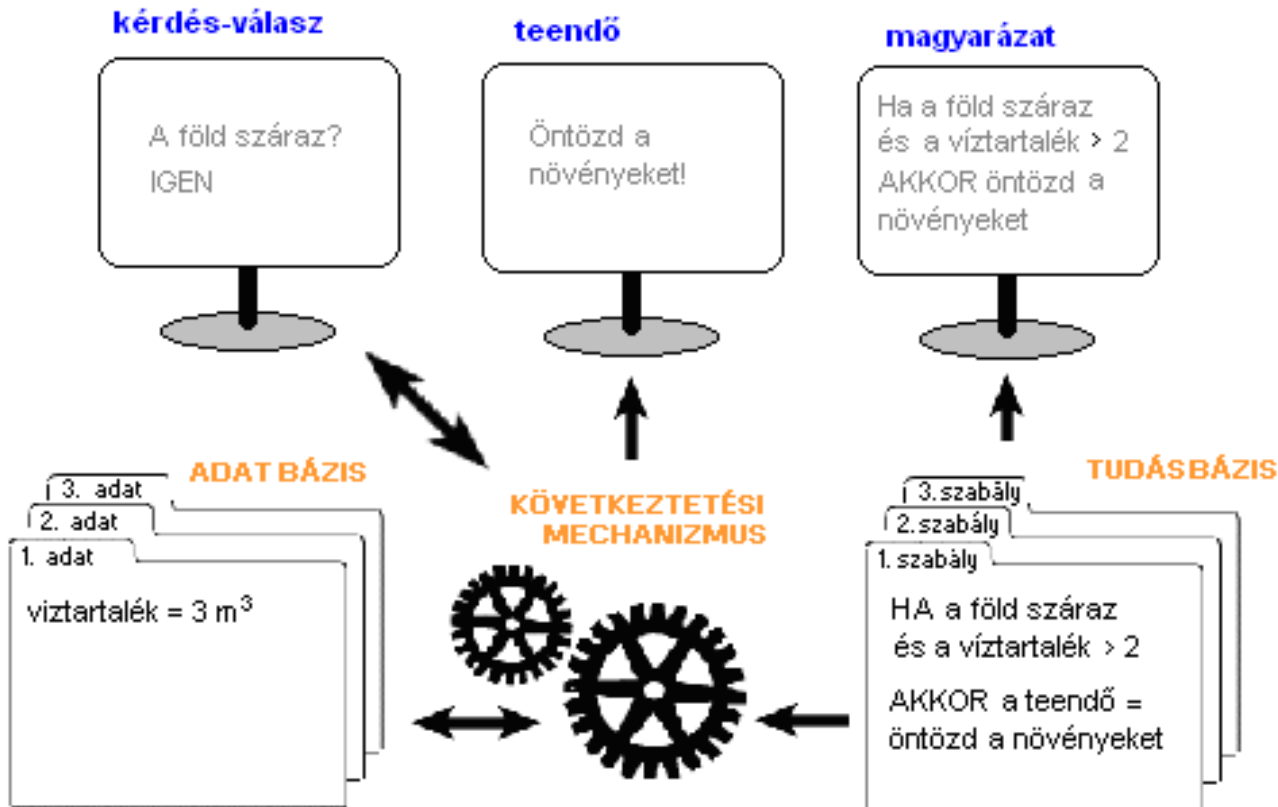 kérdés-válasz
A föld száraz?
IGEN
teendő
Öntözd a
növényeket!
magyarázat
Ha a föld száraz
és a víztartalék > 2
AKKOR öntözd a
növényeket
ADAT BÁZIS
3. adat
2. adat
1. adat
viztartalék = 3 m³
KÖVETKEZTETÉSI
MECHANIZMUS
TUDÁSBÁZIS
3.szabály
2.szabály
1.szabály
HA a föld száraz
és a víztartalék > 2
AKKOR a teendő =
öntözd a növényeket